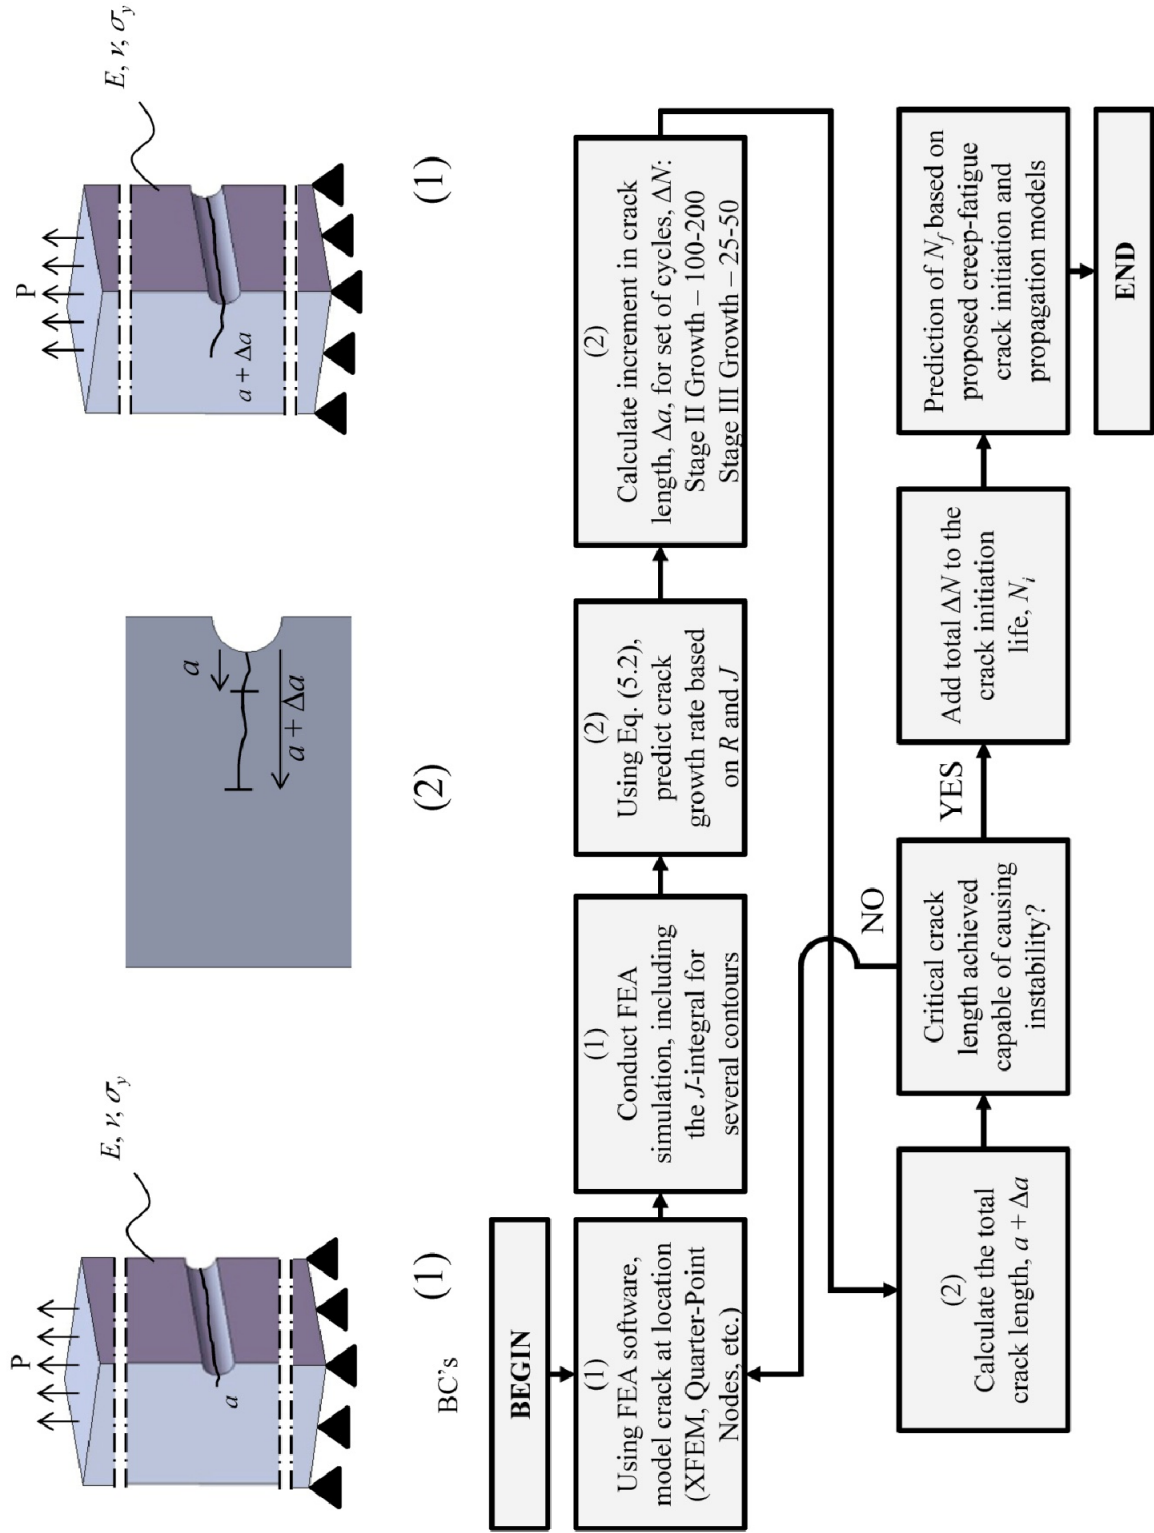 P
E, ν, σy
a
(1)
a
a + Δa
(2)
P
E, ν, σy
a + Δa
(1)
BC's
BEGIN
(1)
Using FEA software,
model crack at location
(XFEM, Quarter-Point
Nodes, etc.)
(1)
Conduct FEA
simulation, including
the J-integral for
several contours
(2)
Using Eq. (5.2),
predict crack
growth rate based
on R and J
(2)
Calculate increment in crack
length, Δa, for set of cycles, ΔN:
Stage II Growth – 100-200
Stage III Growth – 25-50
(2)
Calculate the total
crack length, a + Δa
Critical crack
length achieved
capable of causing
instability?
NO
YES
Add total ΔN to the
crack initiation
life, Ni
Prediction of Nf based on
proposed creep-fatigue
crack initiation and
propagation models
END